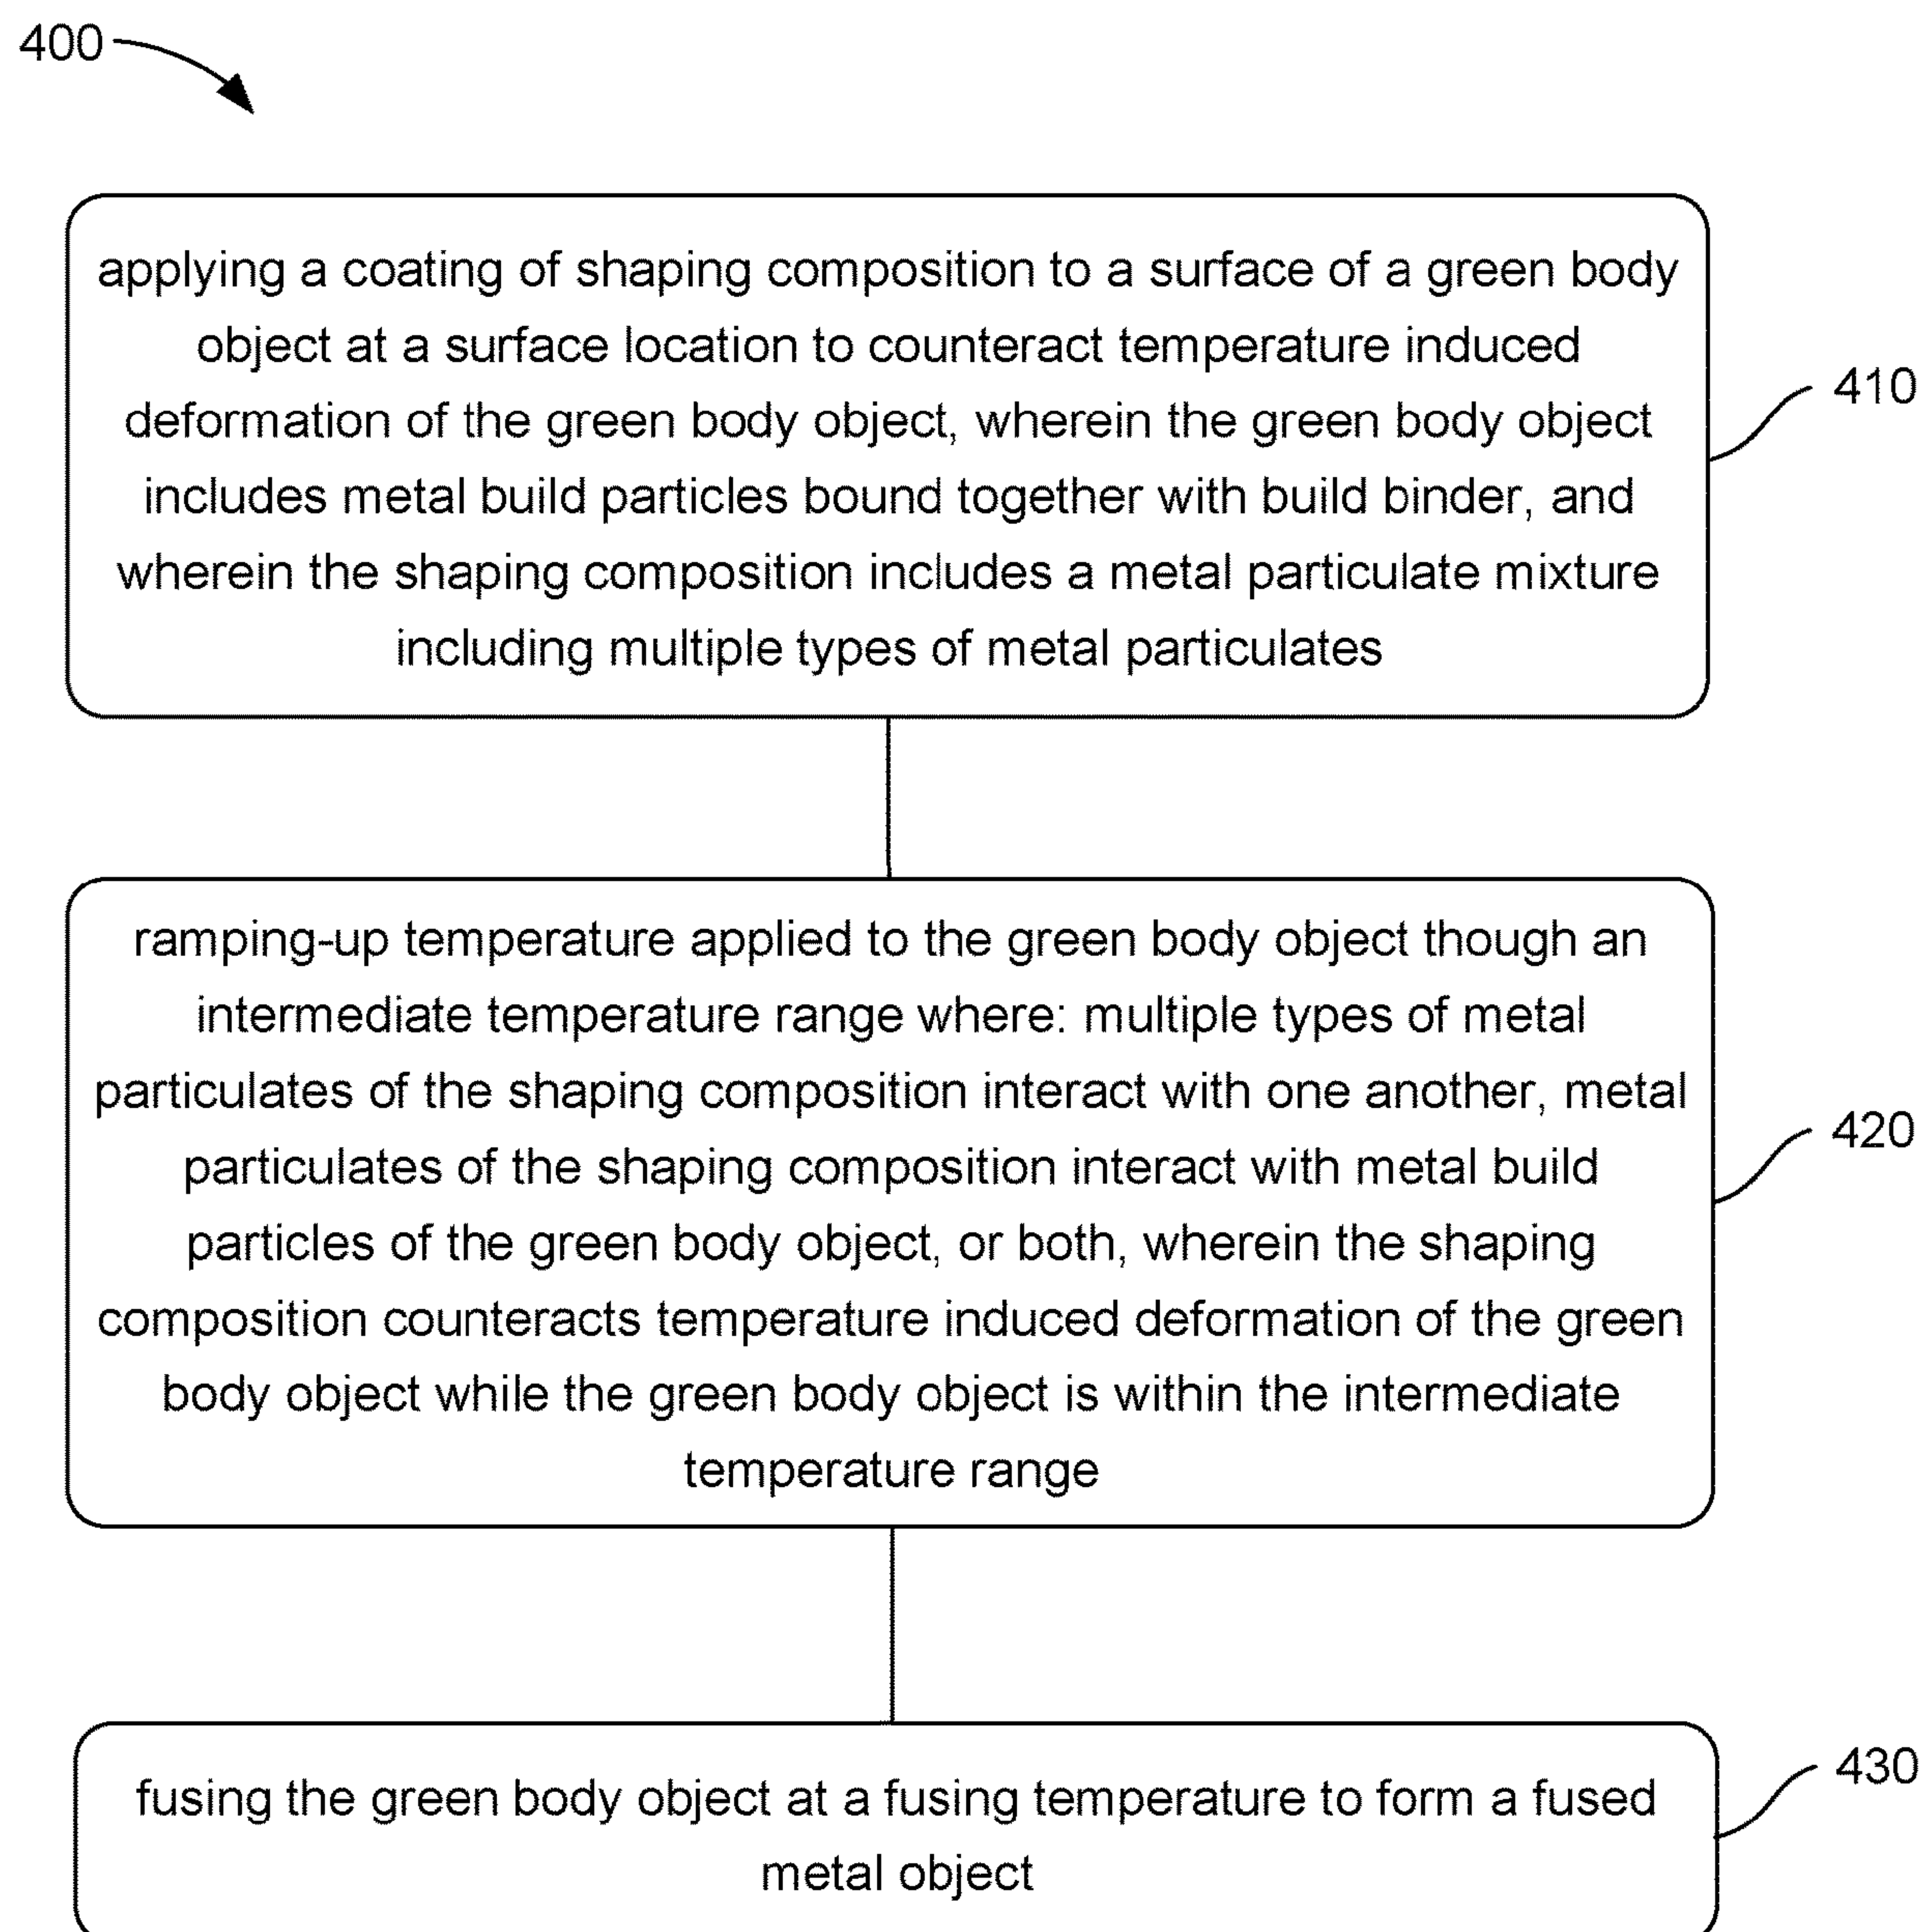 400
applying a coating of shaping composition to a surface of a green body
object at a surface location to counteract temperature induced
deformation of the green body object, wherein the green body object
includes metal build particles bound together with build binder, and
wherein the shaping composition includes a metal particulate mixture
including multiple types of metal particulates
410
ramping-up temperature applied to the green body object though an
intermediate temperature range where: multiple types of metal
particulates of the shaping composition interact with one another, metal
particulates of the shaping composition interact with metal build
particles of the green body object, or both, wherein the shaping
composition counteracts temperature induced deformation of the green
body object while the green body object is within the intermediate
temperature range
420
fusing the green body object at a fusing temperature to form a fused
metal object
430